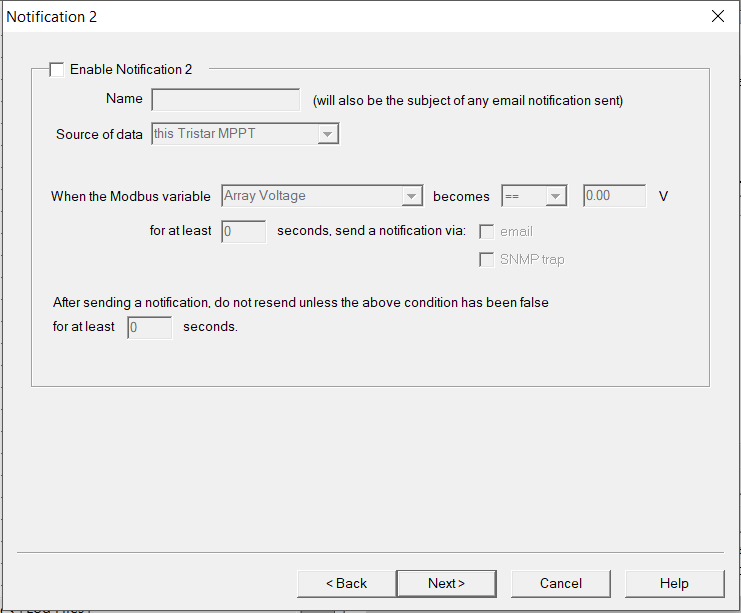 Notification 2
Enable Notification 2
Name (will also be the subject of any email notification sent)
Source of data this Tristar MPPT
When the Modbus variable Array Voltage becomes == 0.00 V
for at least 0 seconds, send a notification via: email
SNMP trap
After sending a notification, do not resend unless the above condition has been false
for at least 0 seconds.
< Back Next > Cancel Help